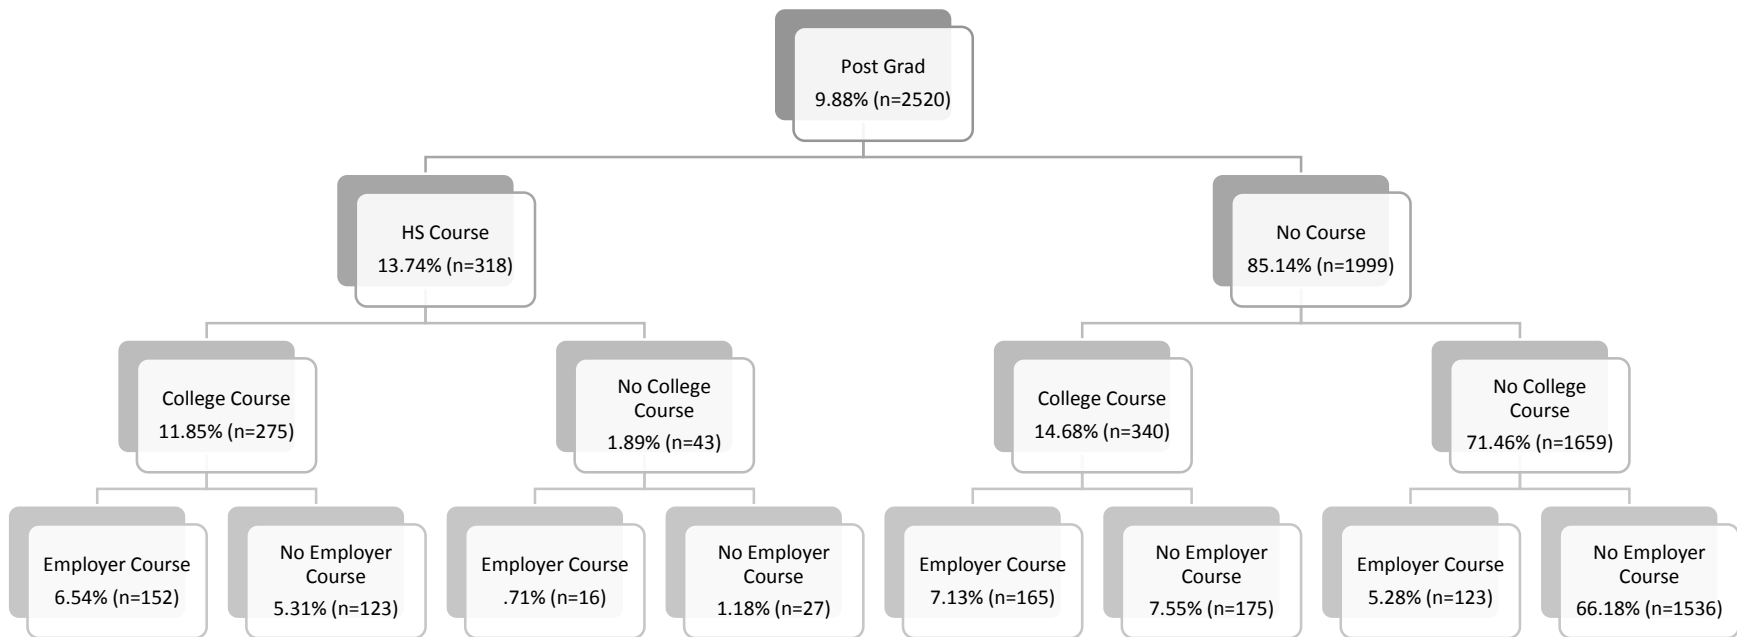 Post Grad
9.88% (n=2520)
HS Course
13.74% (n=318)
No Course
85.14% (n=1999)
College Course
11.85% (n=275)
No College
Course
1.89% (n=43)
College Course
14.68% (n=340)
No College
Course
71.46% (n=1659)
Employer Course
6.54% (n=152)
No Employer
Course
5.31% (n=123)
Employer Course
.71% (n=16)
No Employer
Course
1.18% (n=27)
Employer Course
7.13% (n=165)
No Employer
Course
7.55% (n=175)
Employer Course
5.28% (n=123)
No Employer
Course
66.18% (n=1536)